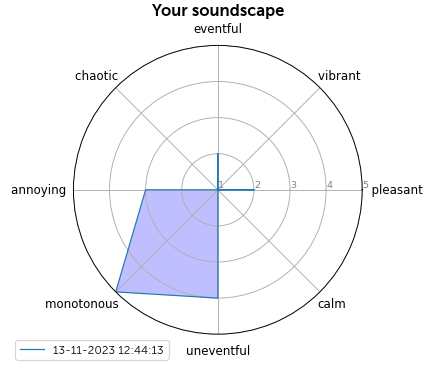 Your soundscape
eventful
chaotic
vibrant
annoying
1 2 3 4 5
pleasant
monotonous
calm
uneventful
13-11-2023 12:44:13